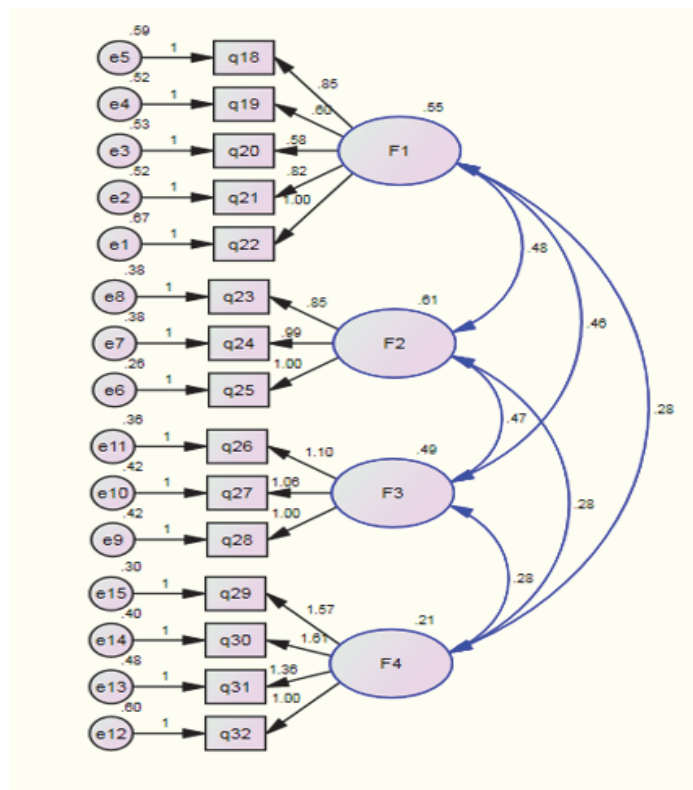 .59
e5 1 q18
.85
.52
e4 1 q19
.60
.55
.53
e3 1 q20
.58
F1
.52
e2 1 q21
.82
1.00
.67
e1 1 q22
.48
.38
e8 1 q23
.85
.61
.46
.38
e7 1 q24
.99
F2
.26
e6 1 q25
1.00
.28
.36
e11 1 q26
1.10
.47
.49
.42
e10 1 q27
1.06
F3
.42
e9 1 q28
1.00
.28
.30
e15 1 q29
1.57
.28
.40
e14 1 q30
1.61
.21
.48
e13 1 q31
1.36
F4
.60
e12 1 q32
1.00